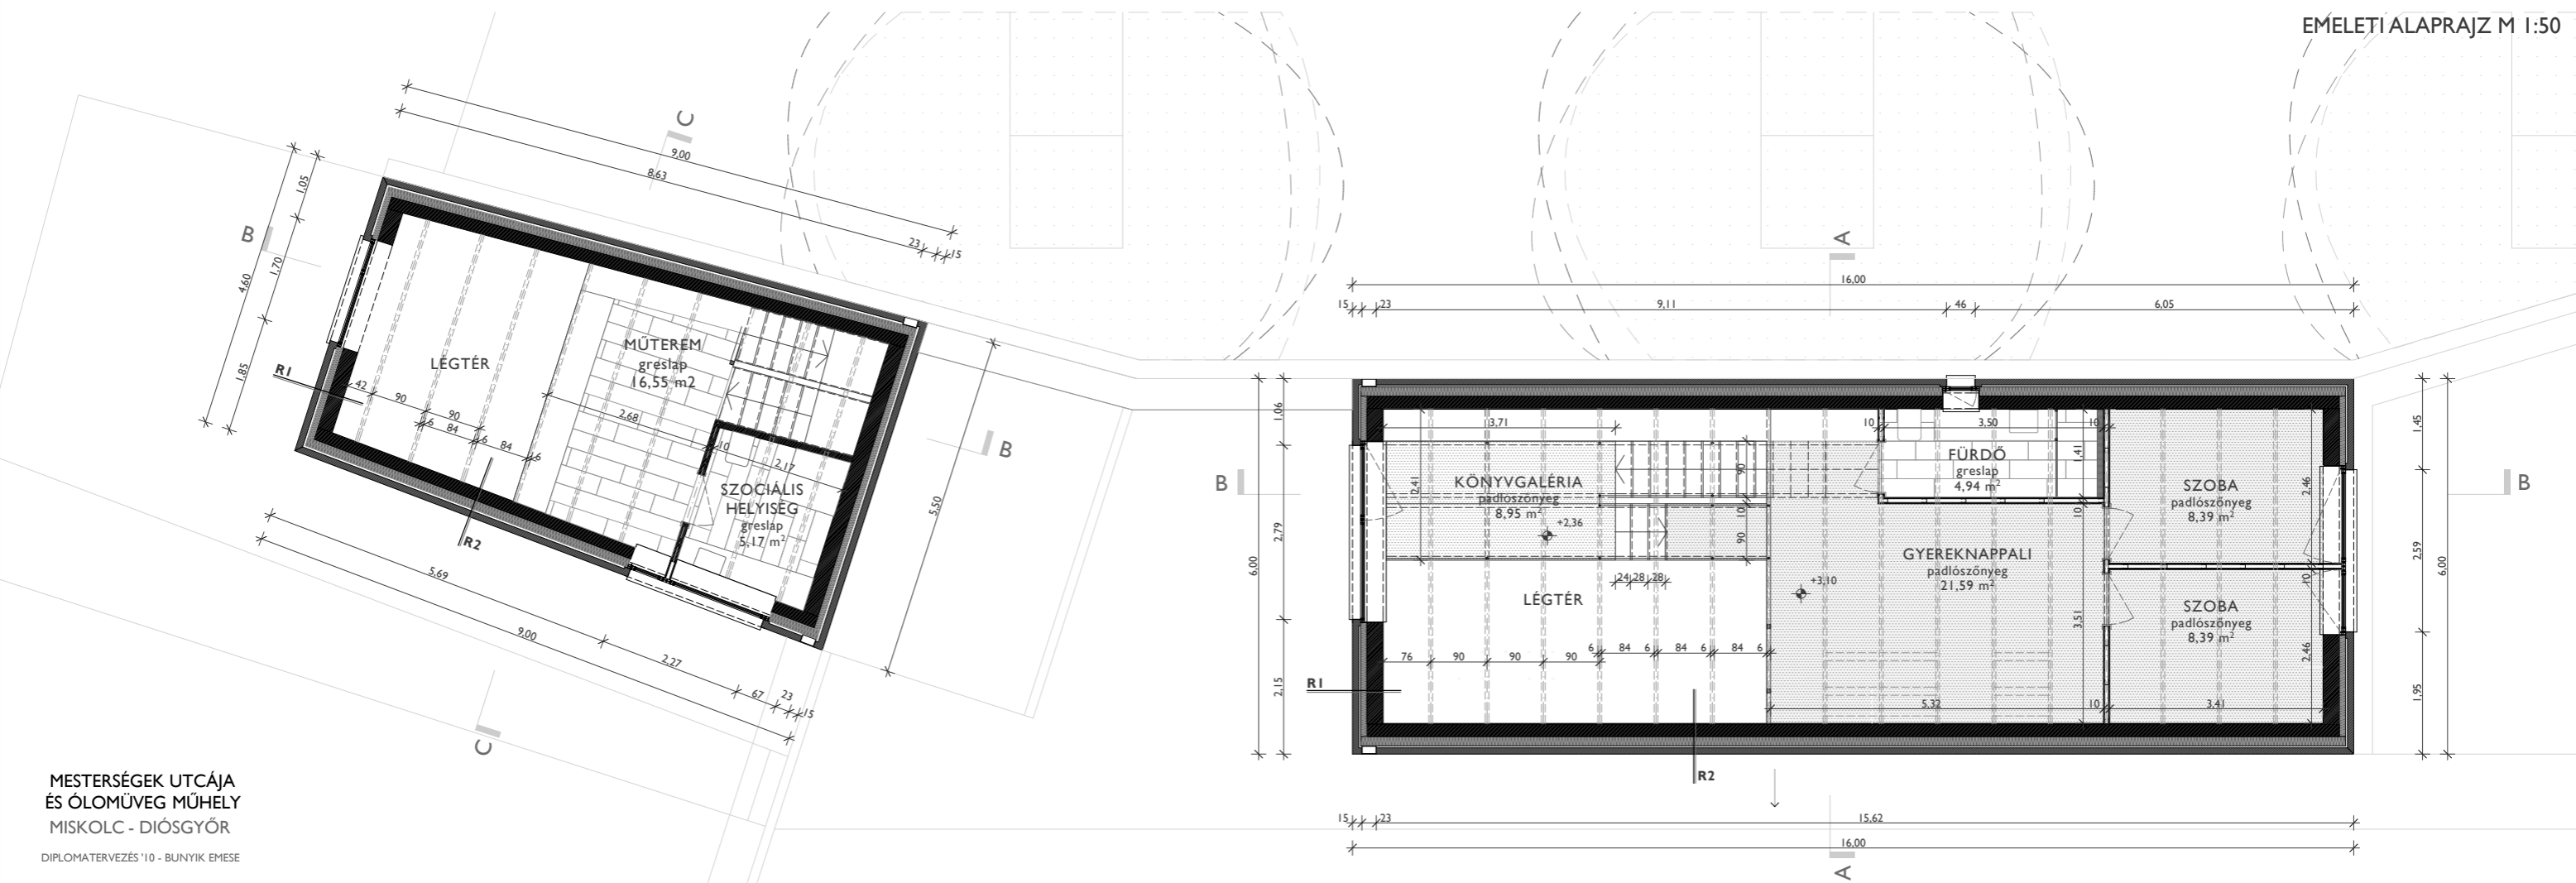 EMELETI ALAPRAJZ M 1:50
C
9,00
8,63
23
15
1,05
1,70
4,60
1,85
B
R1
LÉGTÉR
42
90
90
6
84
6
84
6
R2
MŰTEREM
greslap
16,55 m2
2,68
10
2,17
SZOCIÁLIS
HELYISÉG
greslap
5,17 m²
B
5,50
5,69
9,00
2,27
67
23
15
C
A
16,00
15
23
9,11
46
6,05
1,06
2,79
6,00
2,15
B
R1
3,71
10
3,50
10
2,41
KÖNYVGALÉRIA
padlószőnyeg
8,95 m²
+2,36
90
10
90
24
28
28
LÉGTÉR
76
90
90
90
6
84
6
84
6
84
6
R2
FÜRDŐ
greslap
4,94 m²
1,41
10
GYEREKNAPPALI
padlószőnyeg
21,59 m²
+3,10
3,51
5,32
10
3,41
SZOBA
padlószőnyeg
8,39 m²
2,46
10
SZOBA
padlószőnyeg
8,39 m²
2,46
1,45
2,59
6,00
1,95
B
15
23
15,62
16,00
A
MESTERSÉGEK UTCÁJA
ÉS ÓLOMÜVEG MŰHELY
MISKOLC - DIÓSGYŐR
DIPLOMATERVEZÉS '10 - BUNYIK EMESE